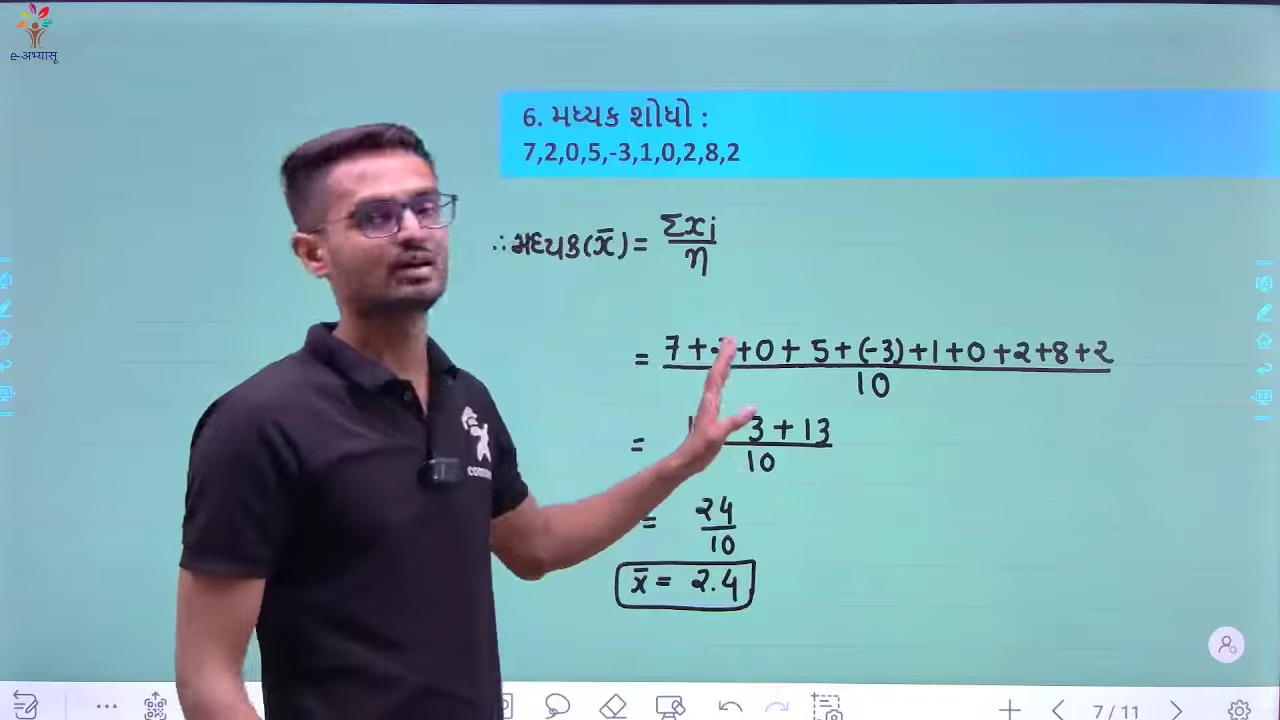 e-अभ्यासू
6. મધ્યક શોધો :
7,2,0,5,-3,1,0,2,8,2
∴ મધ્યક (x̄) = Σxi / n
= 7 + + 0 + 5 + (-3) + 1 + 0 + 2 + 8 + 2 / 10
= 3 + 13 / 10
= 24 / 10
x̄ = 2.4
7 / 11